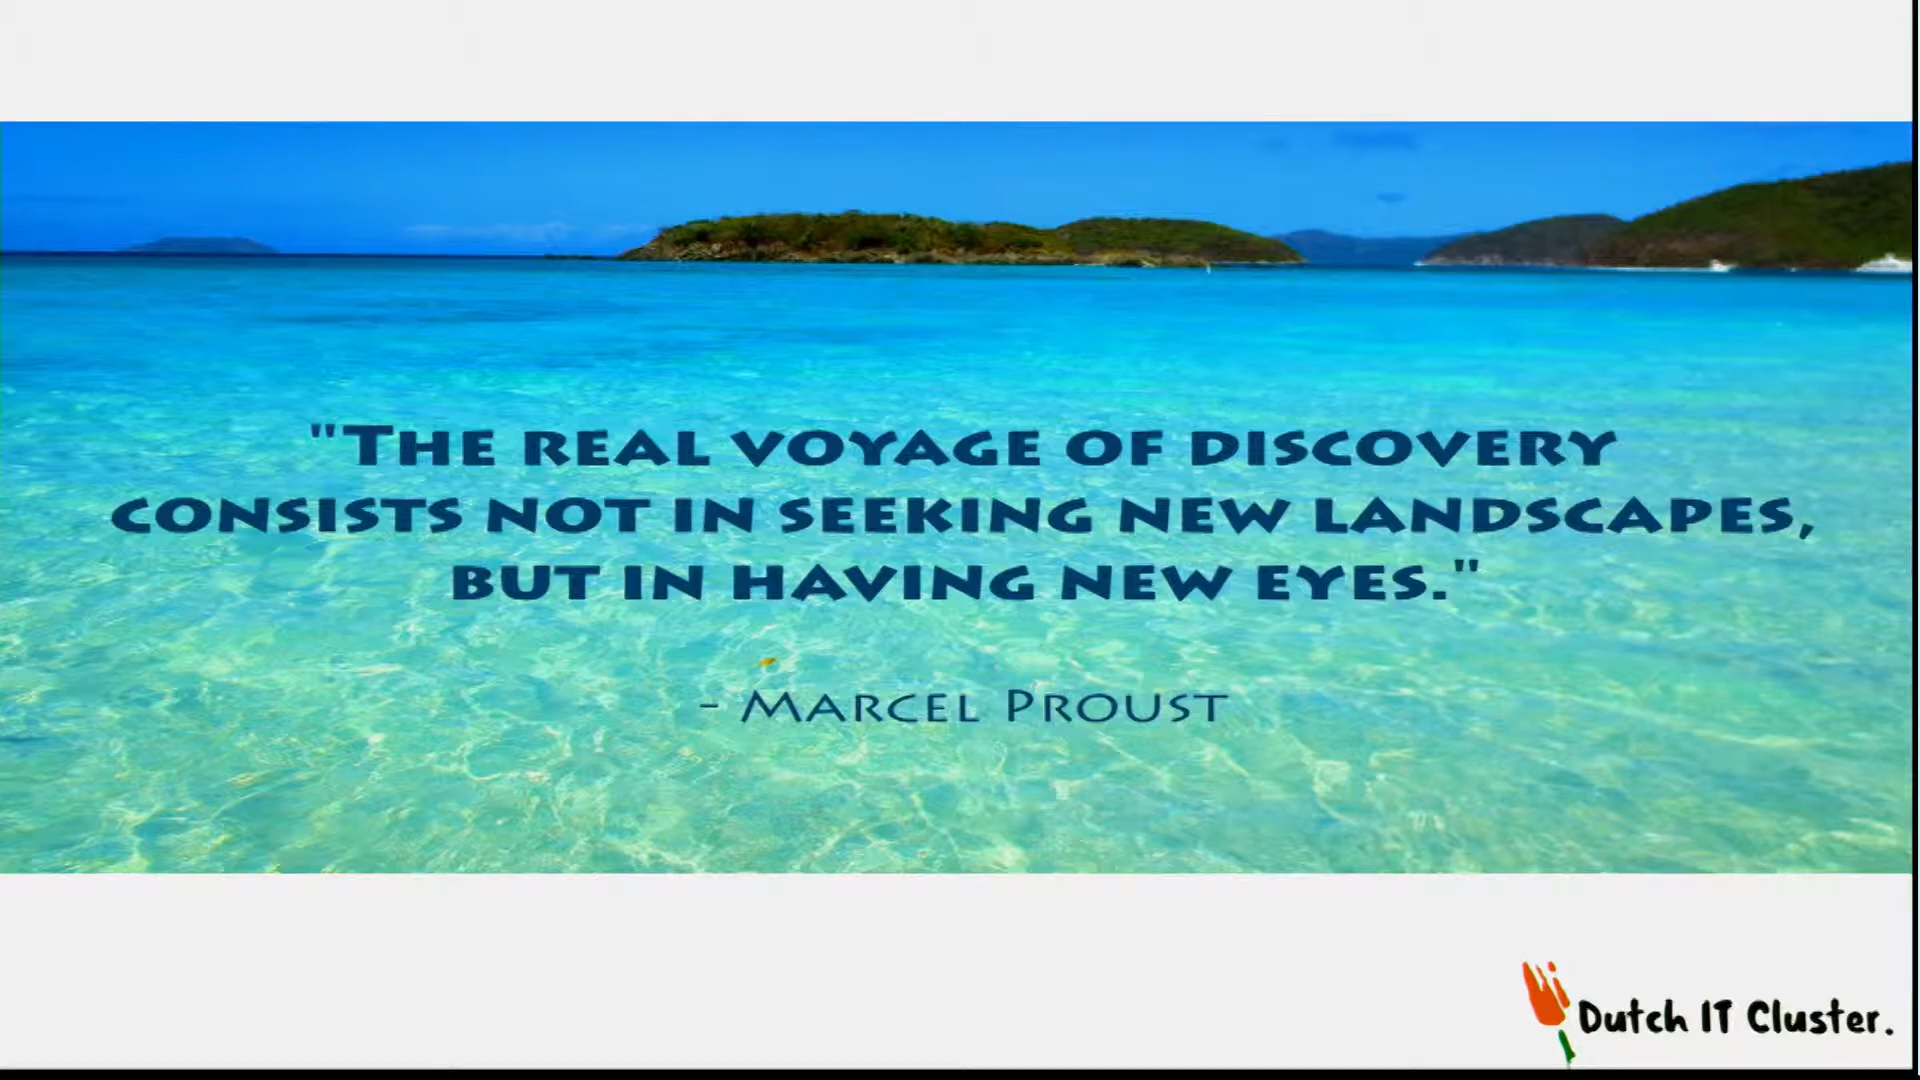 "THE REAL VOYAGE OF DISCOVERY
CONSISTS NOT IN SEEKING NEW LANDSCAPES,
BUT IN HAVING NEW EYES."
- MARCEL PROUST
Dutch IT Cluster.